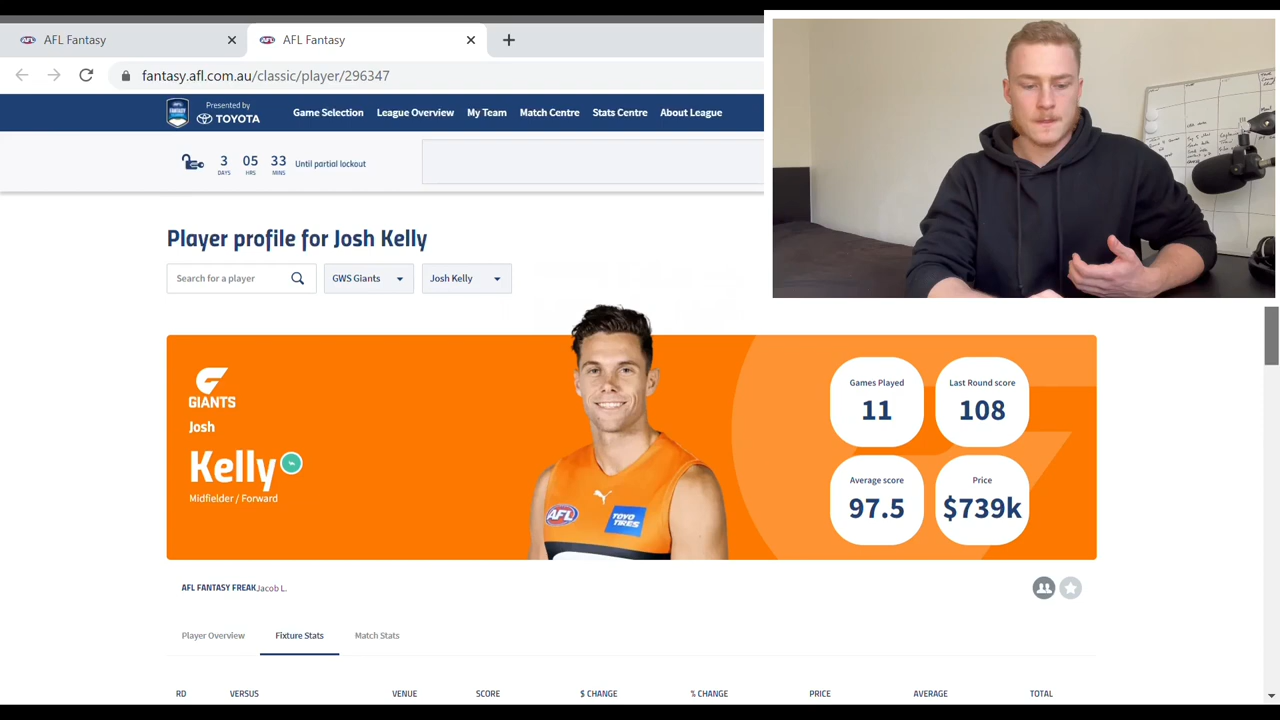 AFL Fantasy
AFL Fantasy
fantasy.afl.com.au/classic/player/296347
Presented by
TOYOTA
Game Selection
League Overview
My Team
Match Centre
Stats Centre
About League
3 05 33 Until partial lockout
DAYS HRS MINS
Player profile for Josh Kelly
Search for a player
GWS Giants
Josh Kelly
GIANTS
Josh
Kelly
Midfielder / Forward
AFL
TOYO TIRES
Games Played
11
Last Round score
108
Average score
97.5
Price
$739k
AFL FANTASY FREAK Jacob L.
Player Overview
Fixture Stats
Match Stats
RD VERSUS VENUE SCORE $ CHANGE % CHANGE PRICE AVERAGE TOTAL